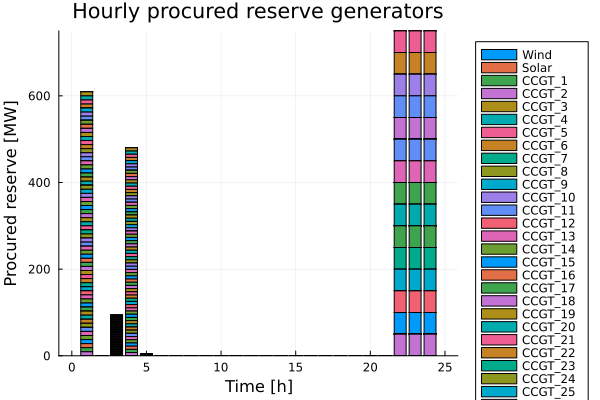 Hourly procured reserve generators
Procured reserve [MW]
600
400
200
0
0
5
10
15
20
25
Time [h]
Wind
Solar
CCGT_1
CCGT_2
CCGT_3
CCGT_4
CCGT_5
CCGT_6
CCGT_7
CCGT_8
CCGT_9
CCGT_10
CCGT_11
CCGT_12
CCGT_13
CCGT_14
CCGT_15
CCGT_16
CCGT_17
CCGT_18
CCGT_19
CCGT_20
CCGT_21
CCGT_22
CCGT_23
CCGT_24
CCGT_25